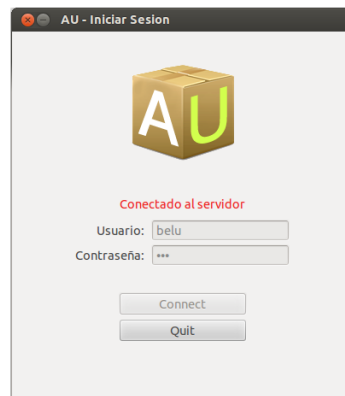 AU - Iniciar Sesion
AU
Conectado al servidor
Usuario: belu
Contraseña: •••
Connect
Quit